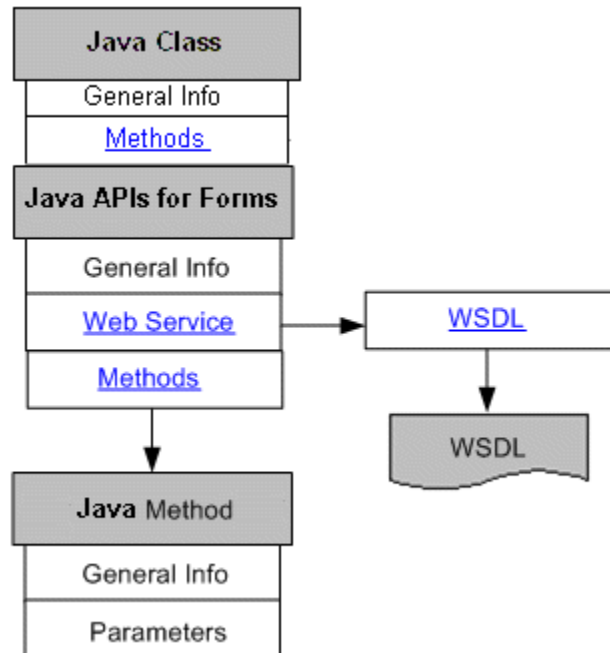 Java Class
General Info
Methods
Java APIs for Forms
General Info
Web Service
WSDL
Methods
WSDL
Java Method
General Info
Parameters